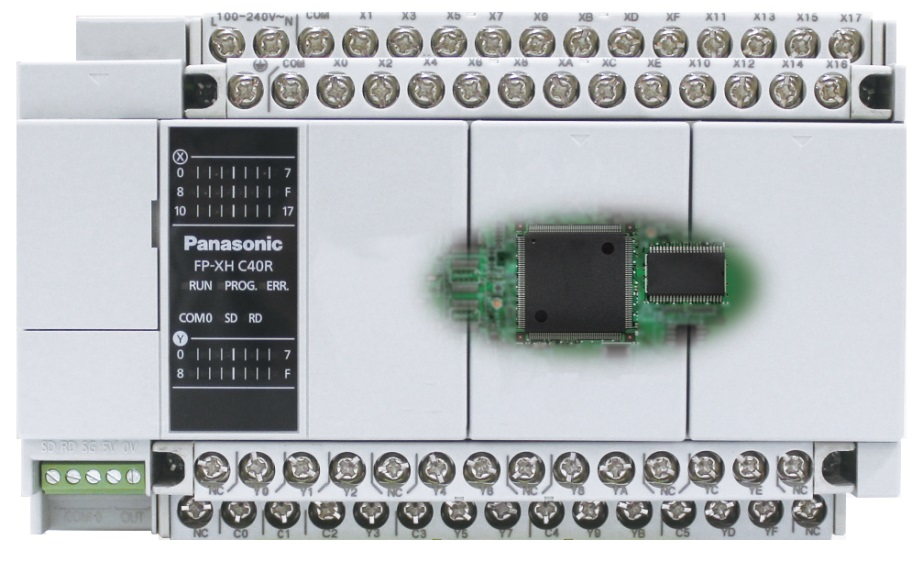 L 100-240V~ N COM X1 X3 X5 X7 X9 XB XD XF X11 X13 X15 X17
COM X0 X2 X4 X6 X8 XA XC XE X10 X12 X14 X16
X
0 7
8 F
10 17
Panasonic
FP-XH C40R
RUN PROG. ERR.
COM0 SD RD
Y
0 7
8 F
SD RD SG 5V 0V
NC Y0 Y1 Y2 NC Y4 Y6 NC Y8 YA NC YC YE NC
OUT
NC C0 C1 C2 Y3 C3 Y5 Y7 C4 Y9 YB C5 YD YF NC